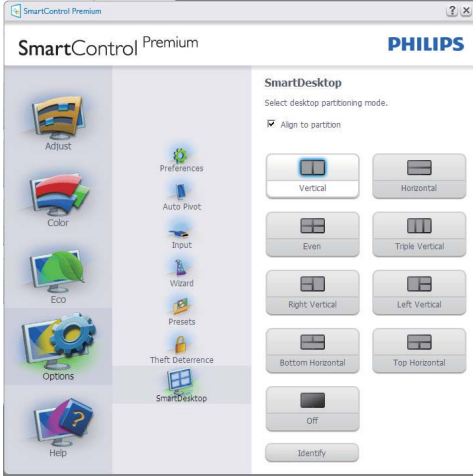 SmartControl Premium
SmartControl Premium
PHILIPS
Adjust
Color
Eco
Options
Help
Preferences
Auto Pivot
Input
Wizard
Presets
Theft Deterrence
SmartDesktop
SmartDesktop
Select desktop partitioning mode.
Align to partition
Vertical
Horizontal
Even
Triple Vertical
Right Vertical
Left Vertical
Bottom Horizontal
Top Horizontal
Off
Identify